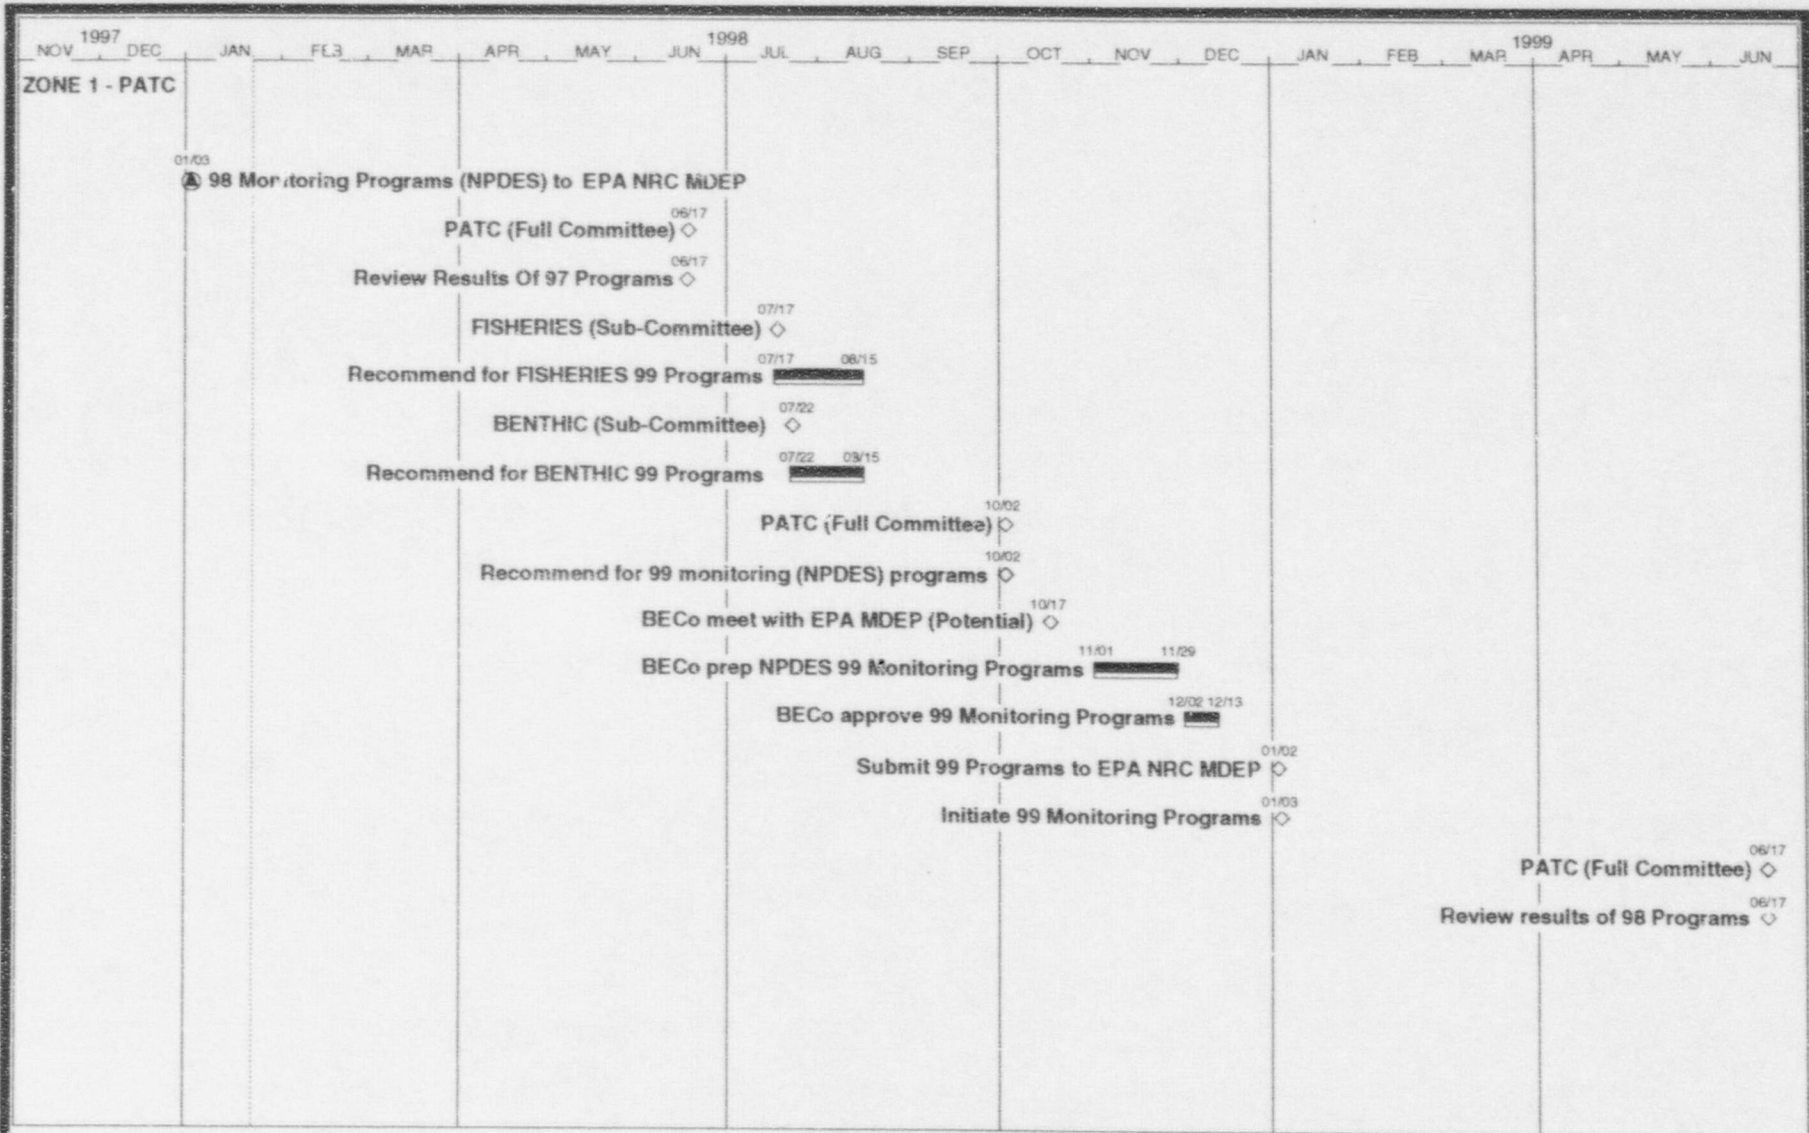 1997 1998 1999
NOV DEC JAN FEB MAR APR MAY JUN JUL AUG SEP OCT NOV DEC JAN FEB MAR APR MAY JUN
ZONE 1 - PATC
01/03
98 Monitoring Programs (NPDES) to EPA NRC MDEP
06/17
PATC (Full Committee)
06/17
Review Results Of 97 Programs
07/17
FISHERIES (Sub-Committee)
07/17 08/15
Recommend for FISHERIES 99 Programs
07/22
BENTHIC (Sub-Committee)
07/22 08/15
Recommend for BENTHIC 99 Programs
10/02
PATC (Full Committee)
10/02
Recommend for 99 monitoring (NPDES) programs
10/17
BECo meet with EPA MDEP (Potential)
11/01 11/29
BECo prep NPDES 99 Monitoring Programs
12/02 12/13
BECo approve 99 Monitoring Programs
01/02
Submit 99 Programs to EPA NRC MDEP
01/03
Initiate 99 Monitoring Programs
06/17
PATC (Full Committee)
06/17
Review results of 98 Programs